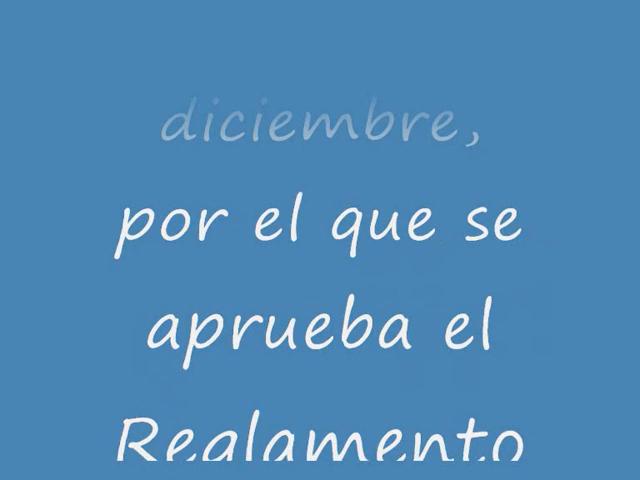 diciembre,
por el que se
aprueba el
Reglamento